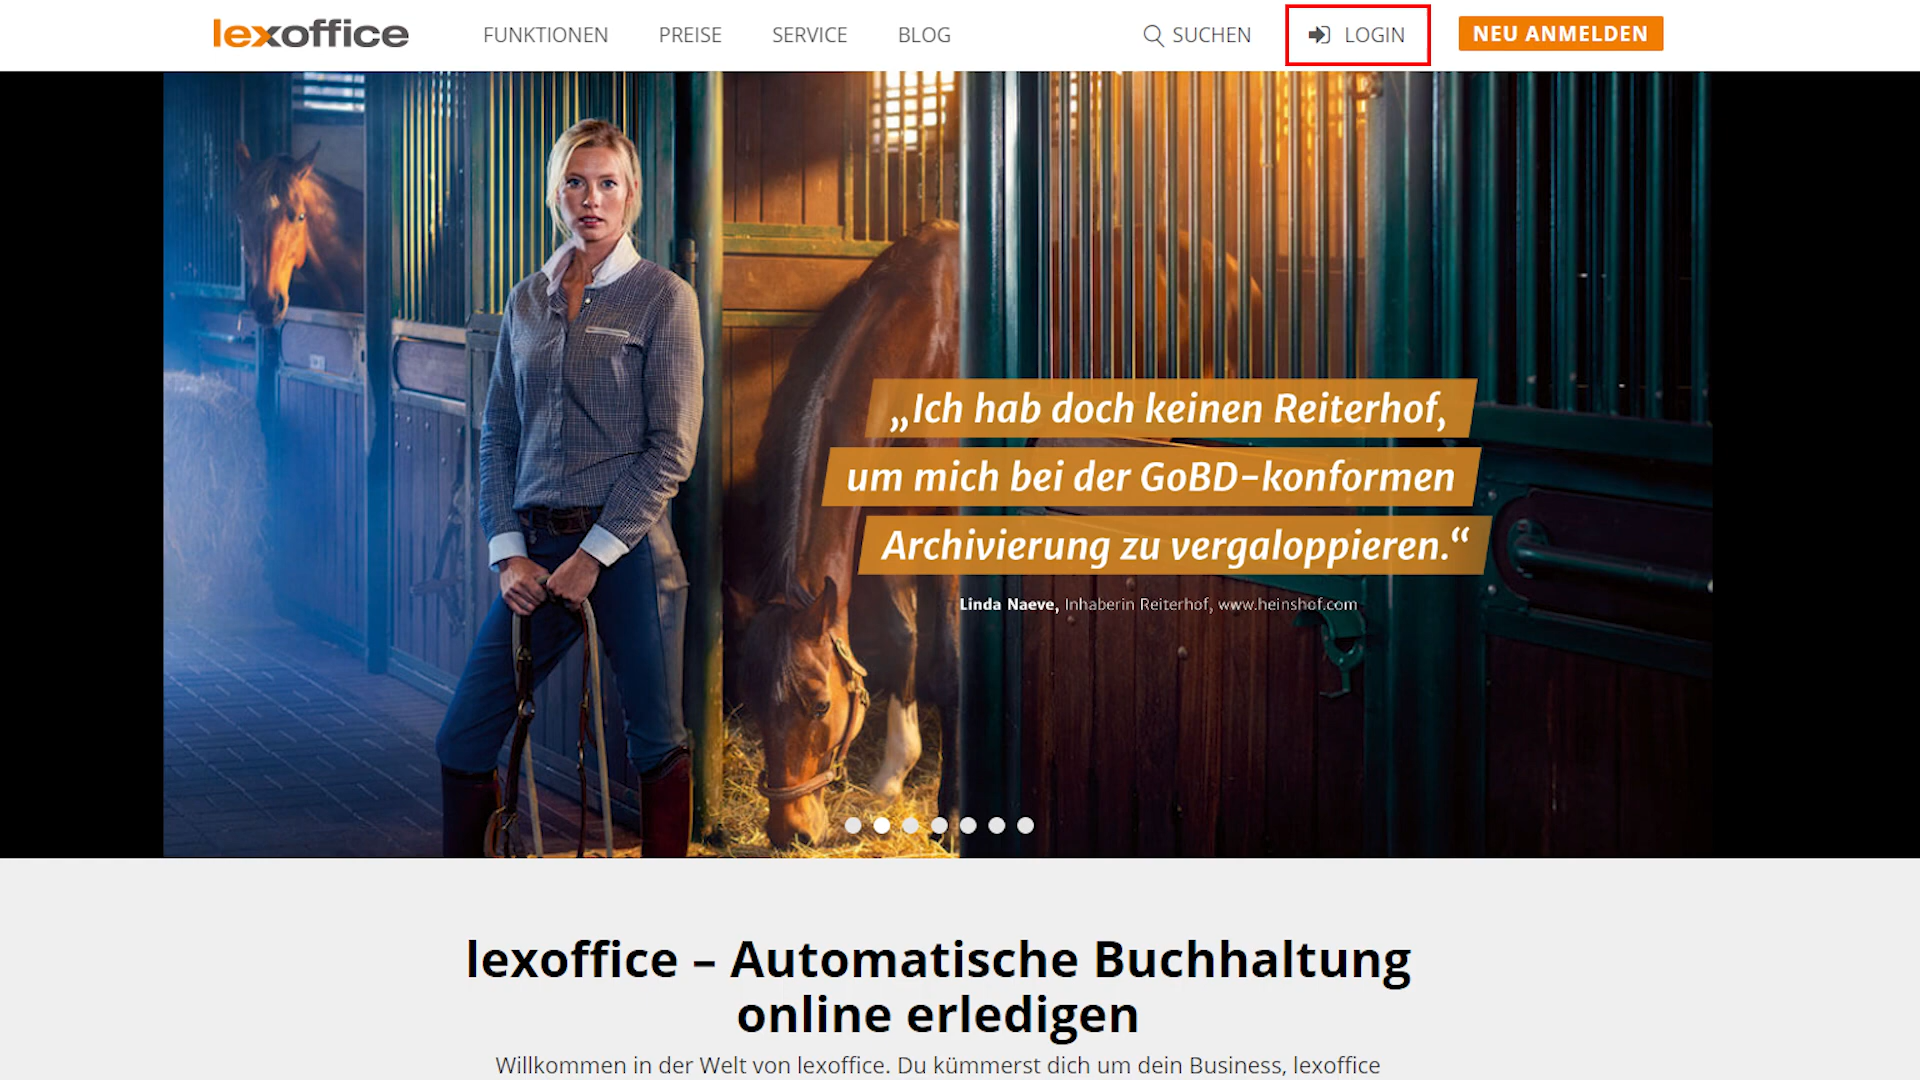 lexoffice
FUNKTIONEN PREISE SERVICE BLOG SUCHEN LOGIN NEU ANMELDEN
„Ich hab doch keinen Reiterhof,
um mich bei der GoBD-konformen
Archivierung zu vergaloppieren.“
Linda Naeve, Inhaberin Reiterhof, www.heinshof.com
lexoffice – Automatische Buchhaltung
online erledigen
Willkommen in der Welt von lexoffice. Du kümmerst dich um dein Business, lexoffice